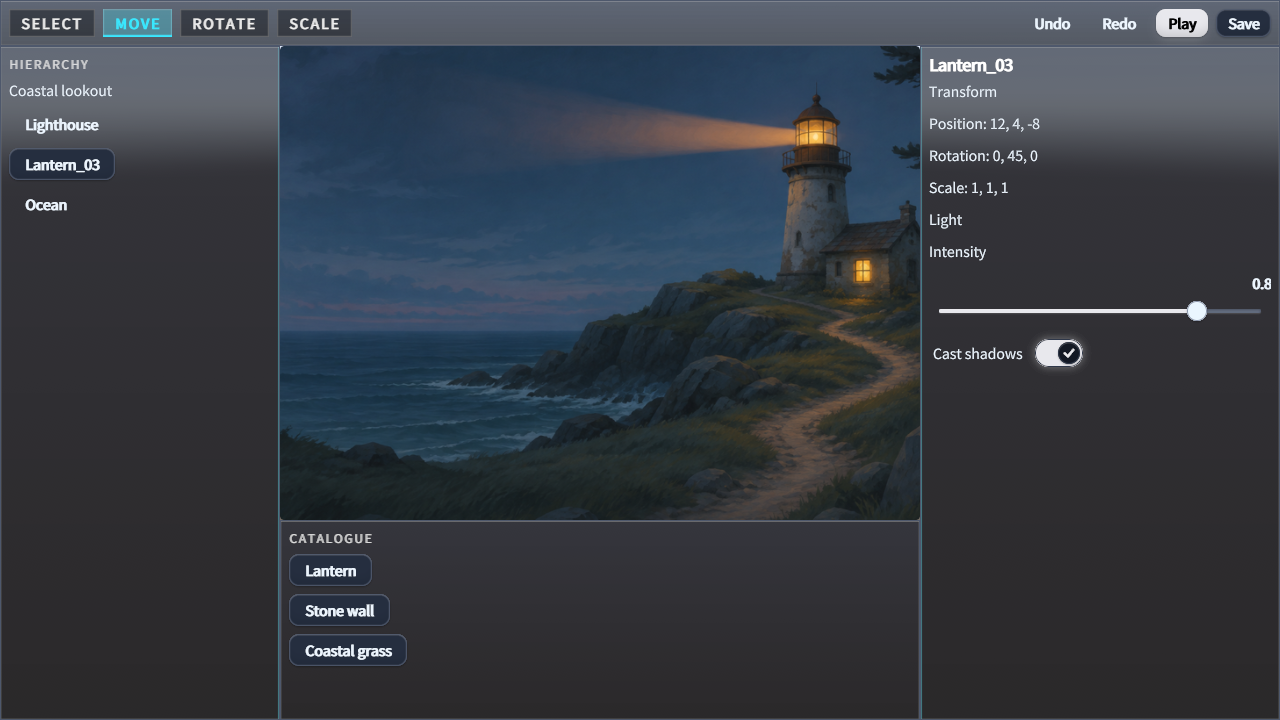 SELECT MOVE ROTATE SCALE Undo Redo Play Save
HIERARCHY
Coastal lookout
Lighthouse
Lantern_03
Ocean
CATALOGUE
Lantern
Stone wall
Coastal grass
Lantern_03
Transform
Position: 12, 4, -8
Rotation: 0, 45, 0
Scale: 1, 1, 1
Light
Intensity
0.8
Cast shadows